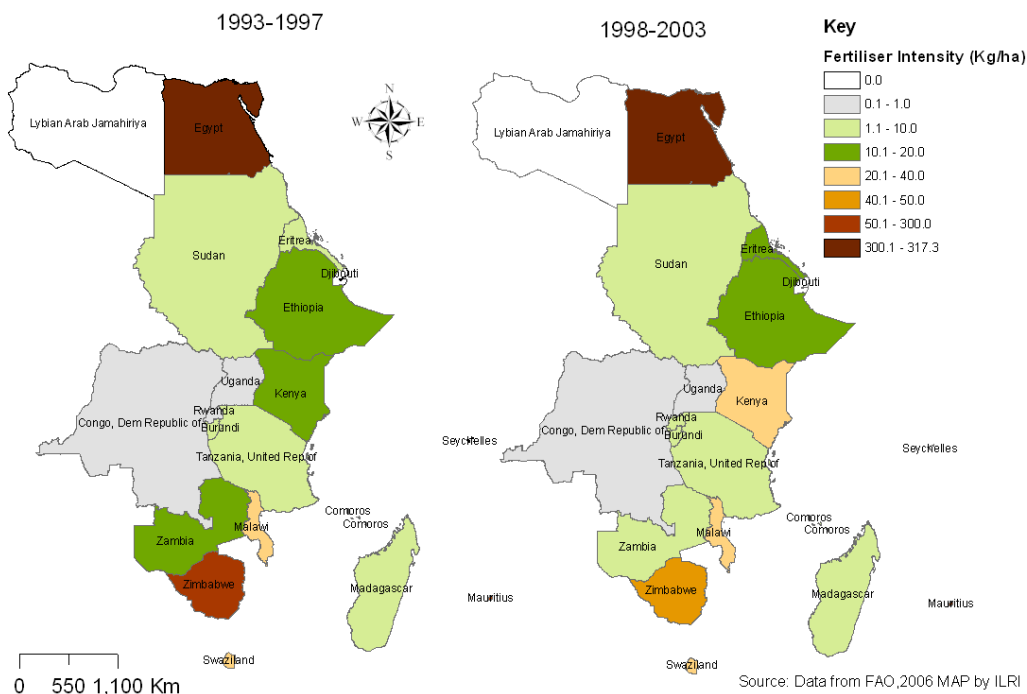 1993-1997
1998-2003
Key
Fertiliser Intensity (Kg/ha)
0.0
0.1 - 1.0
1.1 - 10.0
10.1 - 20.0
20.1 - 40.0
40.1 - 50.0
50.1 - 300.0
300.1 - 317.3
N
W E
S
Lybian Arab Jamahiriya
Egypt
Sudan
Eritrea
Djibouti
Ethiopia
Uganda
Kenya
Rwanda
Congo, Dem Republic of
Burundi
Tanzania, United Rep of
Seychelles
Comoros
Comoros
Malawi
Zambia
Zimbabwe
Madagascar
Mauritius
Swaziland
Lybian Arab Jamahiriya
Egypt
Sudan
Eritrea
Djibouti
Ethiopia
Uganda
Kenya
Rwanda
Congo, Dem Republic of
Burundi
Tanzania, United Rep of
Seychelles
Comoros
Comoros
Malawi
Zambia
Zimbabwe
Madagascar
Mauritius
Swaziland
0 550 1.100 Km
Source: Data from FAO,2006 MAP by ILRI